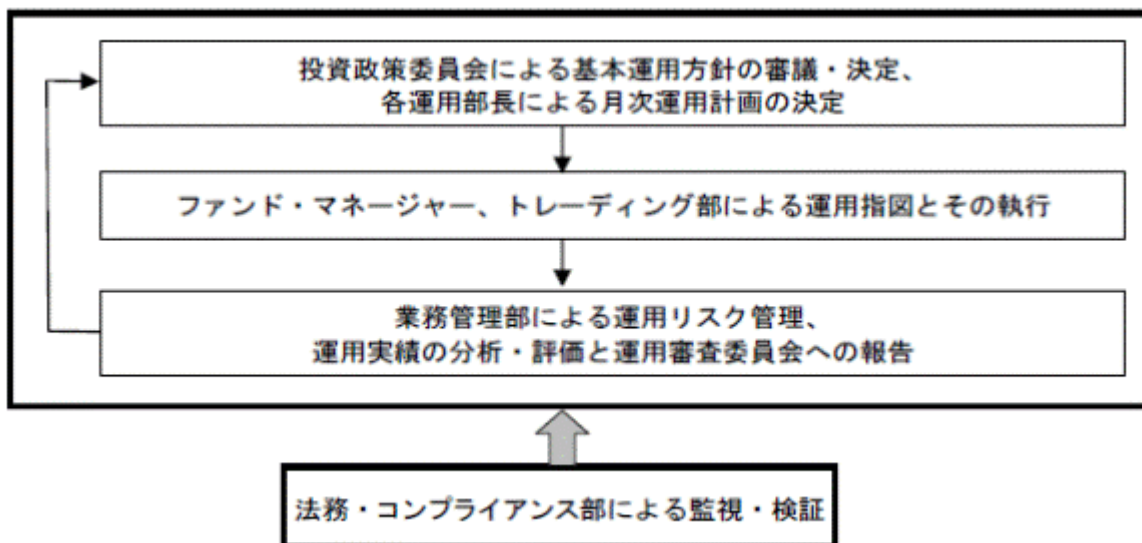 投資政策委員会による基本運用方針の審議・決定、
各運用部長による月次運用計画の決定
ファンド・マネージャー、トレーディング部による運用指図とその執行
業務管理部による運用リスク管理、
運用実績の分析・評価と運用審査委員会への報告
法務・コンプライアンス部による監視・検証